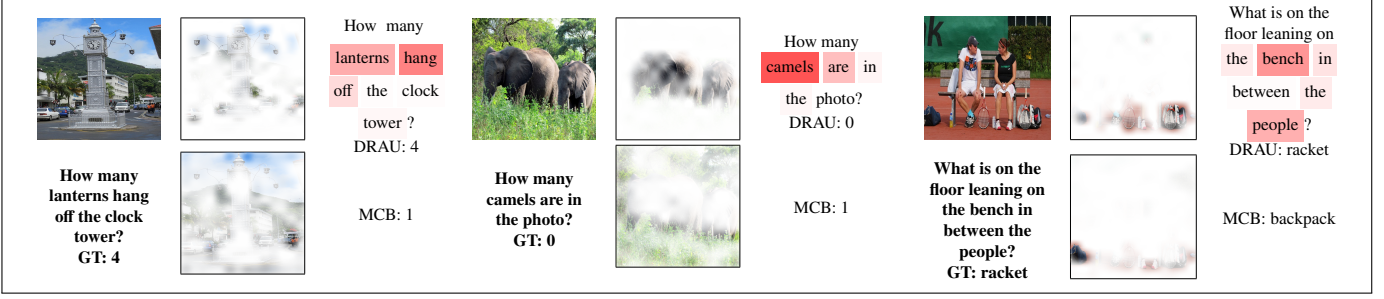 How many
lanterns hang
off the clock
tower ?
DRAU: 4
How many
lanterns hang
off the clock
tower?
GT: 4
MCB: 1
How many
camels are in
the photo?
DRAU: 0
How many
camels are in
the photo?
GT: 0
MCB: 1
What is on the
floor leaning on
the bench in
between the
people ?
DRAU: racket
What is on the
floor leaning on
the bench in
between the
people?
GT: racket
MCB: backpack